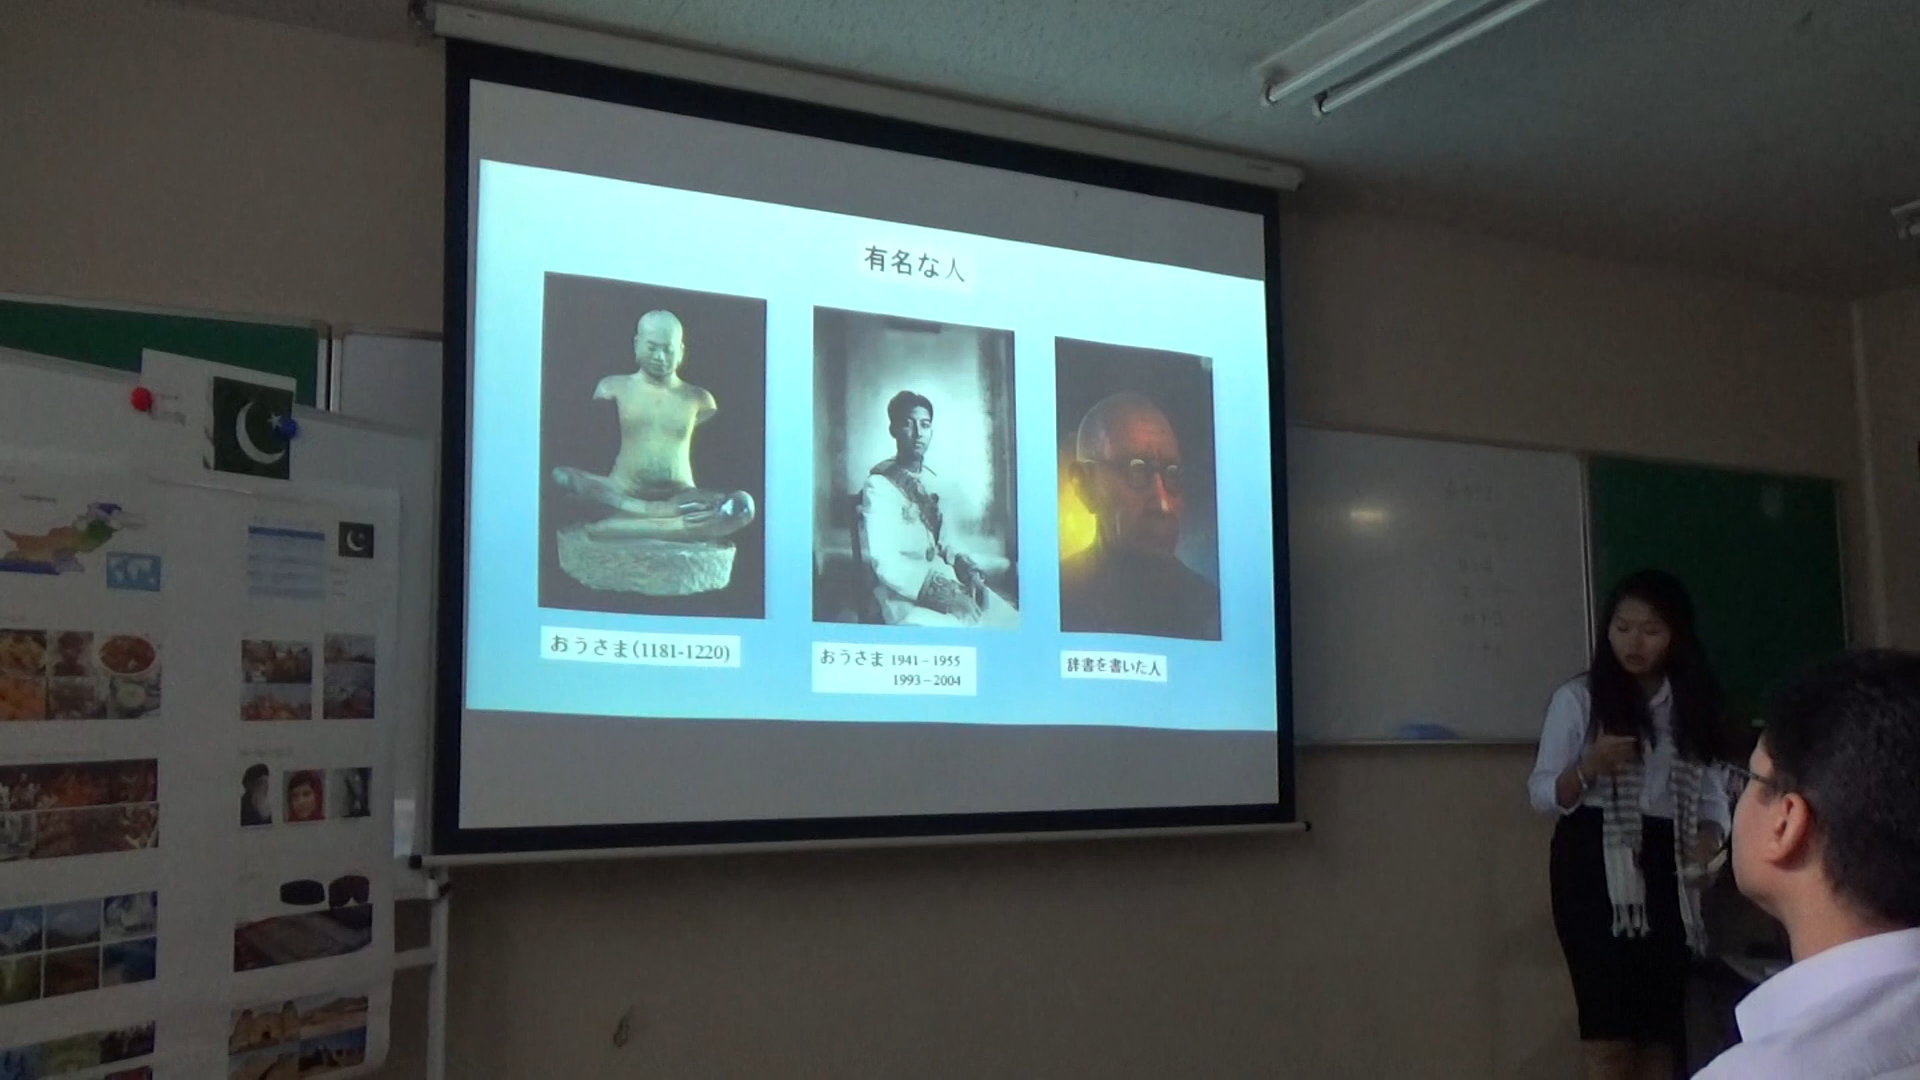 有名な人
おうさま(1181-1220)
おうさま 1941 – 1955
1993 – 2004
辞書を書いた人